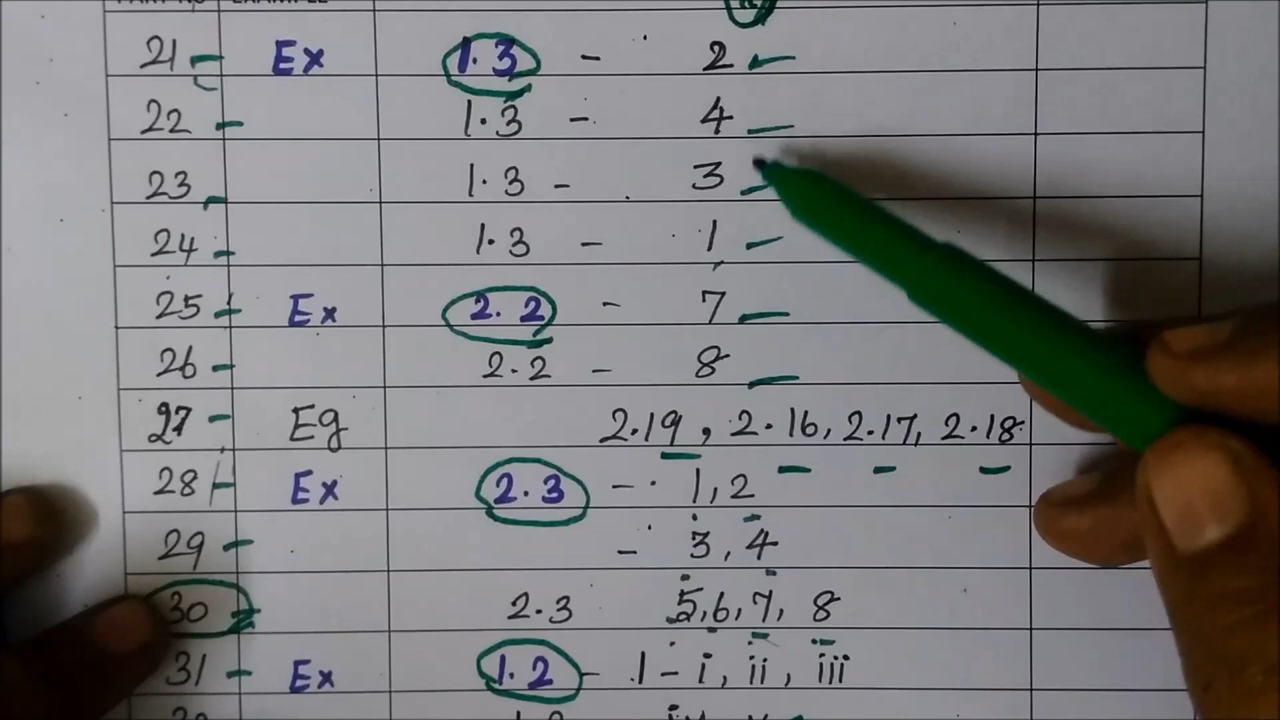 21 Ex 1.3 - 2
22 1.3 - 4
23 1.3 - 3
24 1.3 - 1
25 Ex 2.2 - 7
26 2.2 - 8
27 Eg 2.19, 2.16, 2.17, 2.18
28 Ex 2.3 - 1,2
29 - 3,4
30 2.3 5,6,7,8
31 Ex 1.2 - 1-i, ii, iii